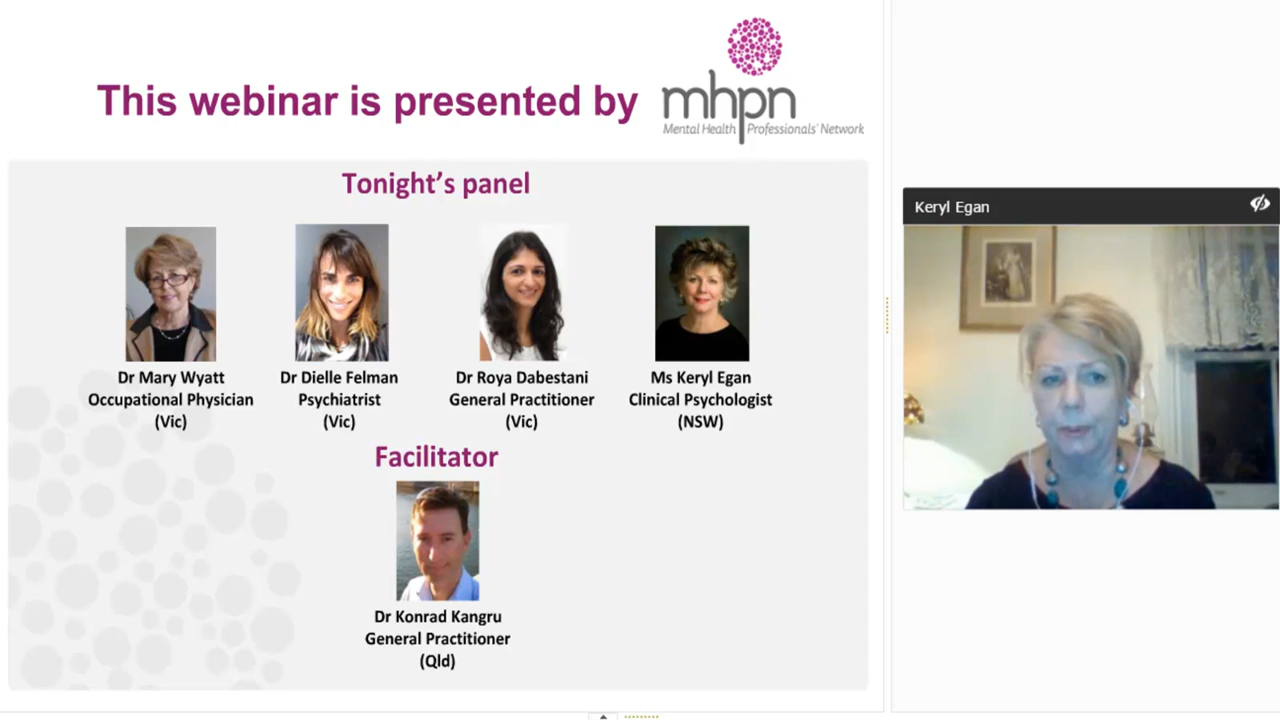 This webinar is presented by
mhpn
Mental Health Professionals' Network
Tonight's panel
Dr Mary Wyatt
Occupational Physician
(Vic)
Dr Dielle Felman
Psychiatrist
(Vic)
Dr Roya Dabestani
General Practitioner
(Vic)
Ms Keryl Egan
Clinical Psychologist
(NSW)
Facilitator
Dr Konrad Kangru
General Practitioner
(Qld)
Keryl Egan